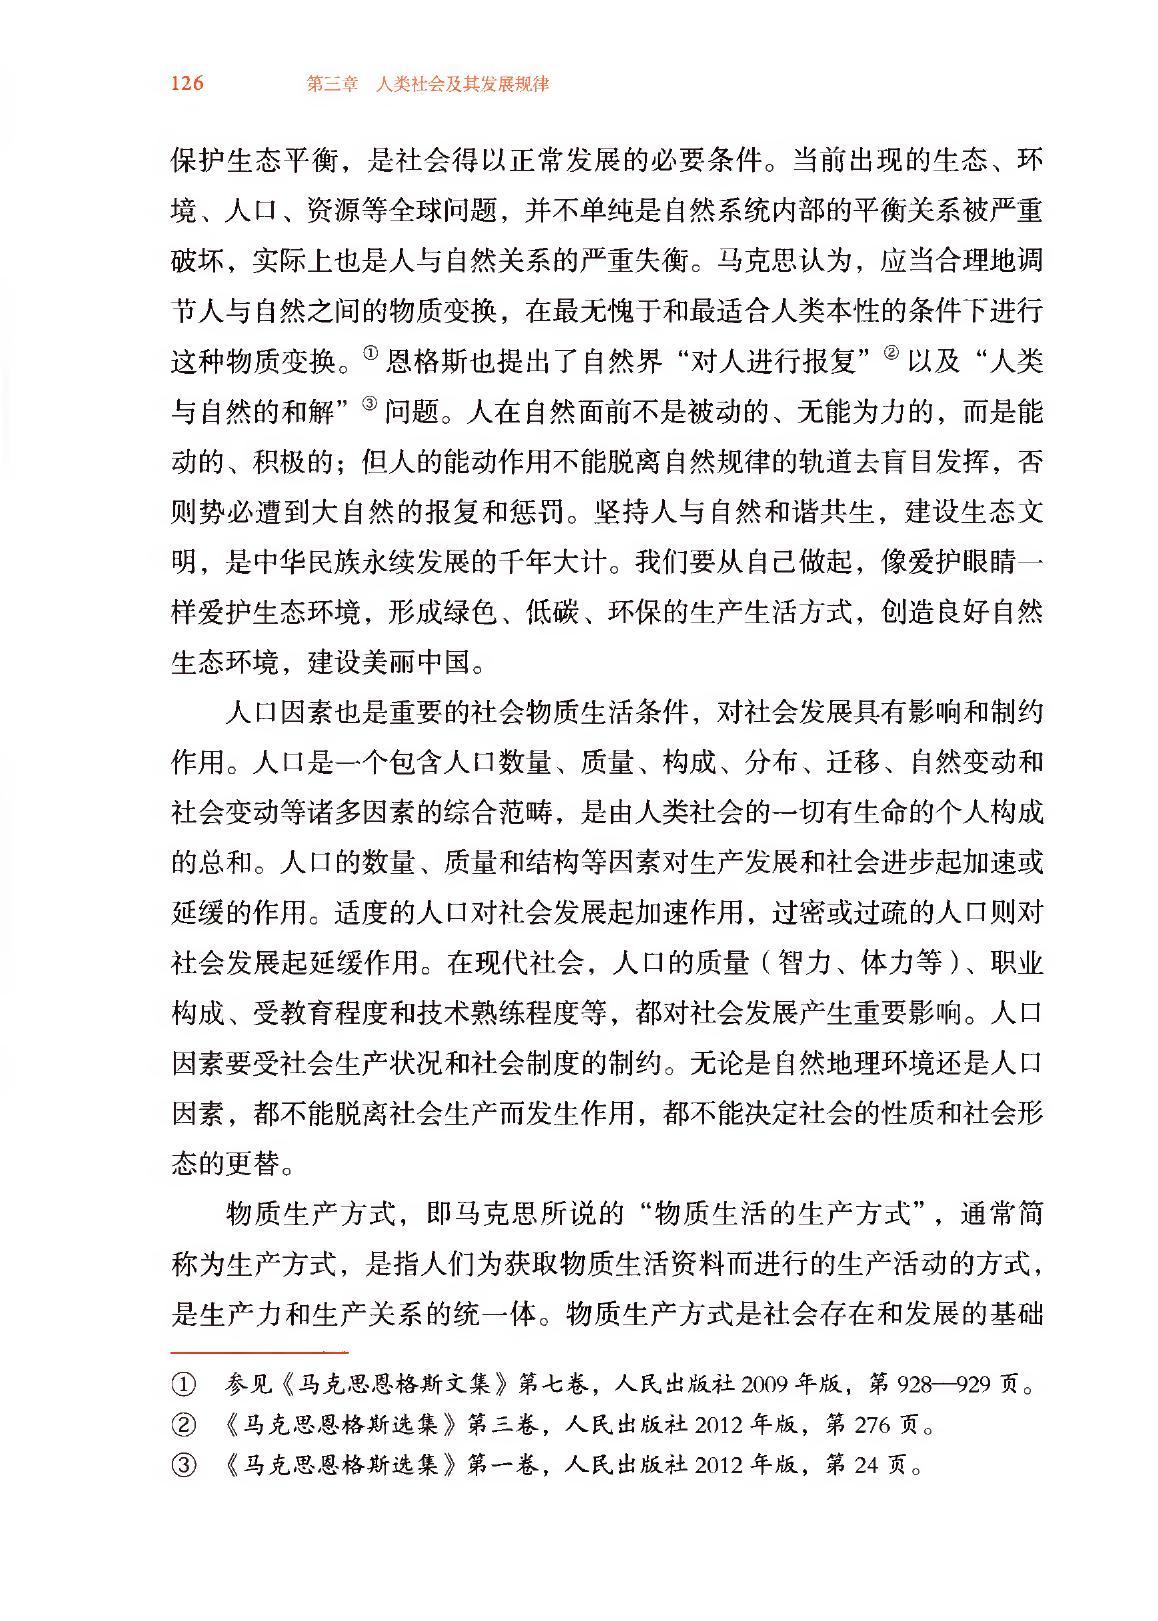 126 第三章 人类社会及其发展规律
保护生态平衡，是社会得以正常发展的必要条件。当前出现的生态、环
境、人口、资源等全球问题，并不单纯是自然系统内部的平衡关系被严重
破坏，实际上也是人与自然关系的严重失衡。马克思认为，应当合理地调
节人与自然之间的物质变换，在最无愧于和最适合人类本性的条件下进行
这种物质变换。①恩格斯也提出了自然界“对人进行报复”②以及“人类
与自然的和解”③问题。人在自然面前不是被动的、无能为力的，而是能
动的、积极的；但人的能动作用不能脱离自然规律的轨道去盲目发挥，否
则势必遭到大自然的报复和惩罚。坚持人与自然和谐共生，建设生态文
明，是中华民族永续发展的千年大计。我们要从自己做起，像爱护眼睛一
样爱护生态环境，形成绿色、低碳、环保的生产生活方式，创造良好自然
生态环境，建设美丽中国。
人口因素也是重要的社会物质生活条件，对社会发展具有影响和制约
作用。人口是一个包含人口数量、质量、构成、分布、迁移、自然变动和
社会变动等诸多因素的综合范畴，是由人类社会的一切有生命的个人构成
的总和。人口的数量、质量和结构等因素对生产发展和社会进步起加速或
延缓的作用。适度的人口对社会发展起加速作用，过密或过疏的人口则对
社会发展起延缓作用。在现代社会，人口的质量（智力、体力等）、职业
构成、受教育程度和技术熟练程度等，都对社会发展产生重要影响。人口
因素要受社会生产状况和社会制度的制约。无论是自然地理环境还是人口
因素，都不能脱离社会生产而发生作用，都不能决定社会的性质和社会形
态的更替。
物质生产方式，即马克思所说的“物质生活的生产方式”，通常简
称为生产方式，是指人们为获取物质生活资料而进行的生产活动的方式，
是生产力和生产关系的统一体。物质生产方式是社会存在和发展的基础
① 参见《马克思恩格斯文集》第七卷，人民出版社 2009 年版，第 928—929 页。
② 《马克思恩格斯选集》第三卷，人民出版社 2012 年版，第 276 页。
③ 《马克思恩格斯选集》第一卷，人民出版社 2012 年版，第 24 页。